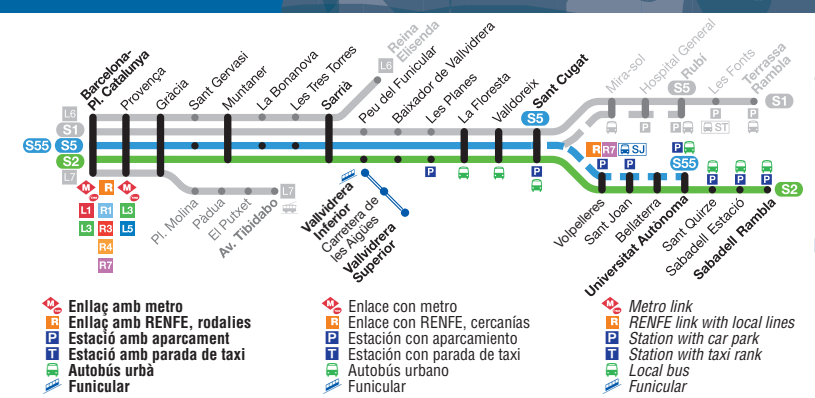 Barcelona-
Pl. Catalunya
Provença
Gràcia
Sant Gervasi
Muntaner
La Bonanova
Les Tres Torres
Sarrià
Reina
Elisenda
L6
Peu del Funicular
Baixador de Vallvidrera
Les Planes
La Floresta
Valldoreix
Sant Cugat
S5
Mira-sol
Hospital General
Rubí
S5
Les Fonts
Terrassa
Rambla
S1
L6
S1
S55 S5
S2
L7
P
P
ST
P
R R7 SJ
P
P
P
S55
P
P
P
S2
M R M
L1 R1 L3
L3 R3 L5
R4
R7
Pl. Molina
Pàdua
El Putxet
Av. Tibidabo
L7
Vallvidrera
Inferior
Carretera de
les Aigües
Vallvidrera
Superior
P
P
Volpelleres
Sant Joan
Bellaterra
Universitat Autònoma
Sant Quirze
Sabadell Estació
Sabadell Rambla
M Enllaç amb metro
R Enllaç amb RENFE, rodalies
P Estació amb aparcament
T Estació amb parada de taxi
Autobús urbà
Funicular
M Enlace con metro
R Enlace con RENFE, cercanías
P Estación con aparcamiento
T Estación con parada de taxi
Autobús urbano
Funicular
M Metro link
R RENFE link with local lines
P Station with car park
T Station with taxi rank
Local bus
Funicular